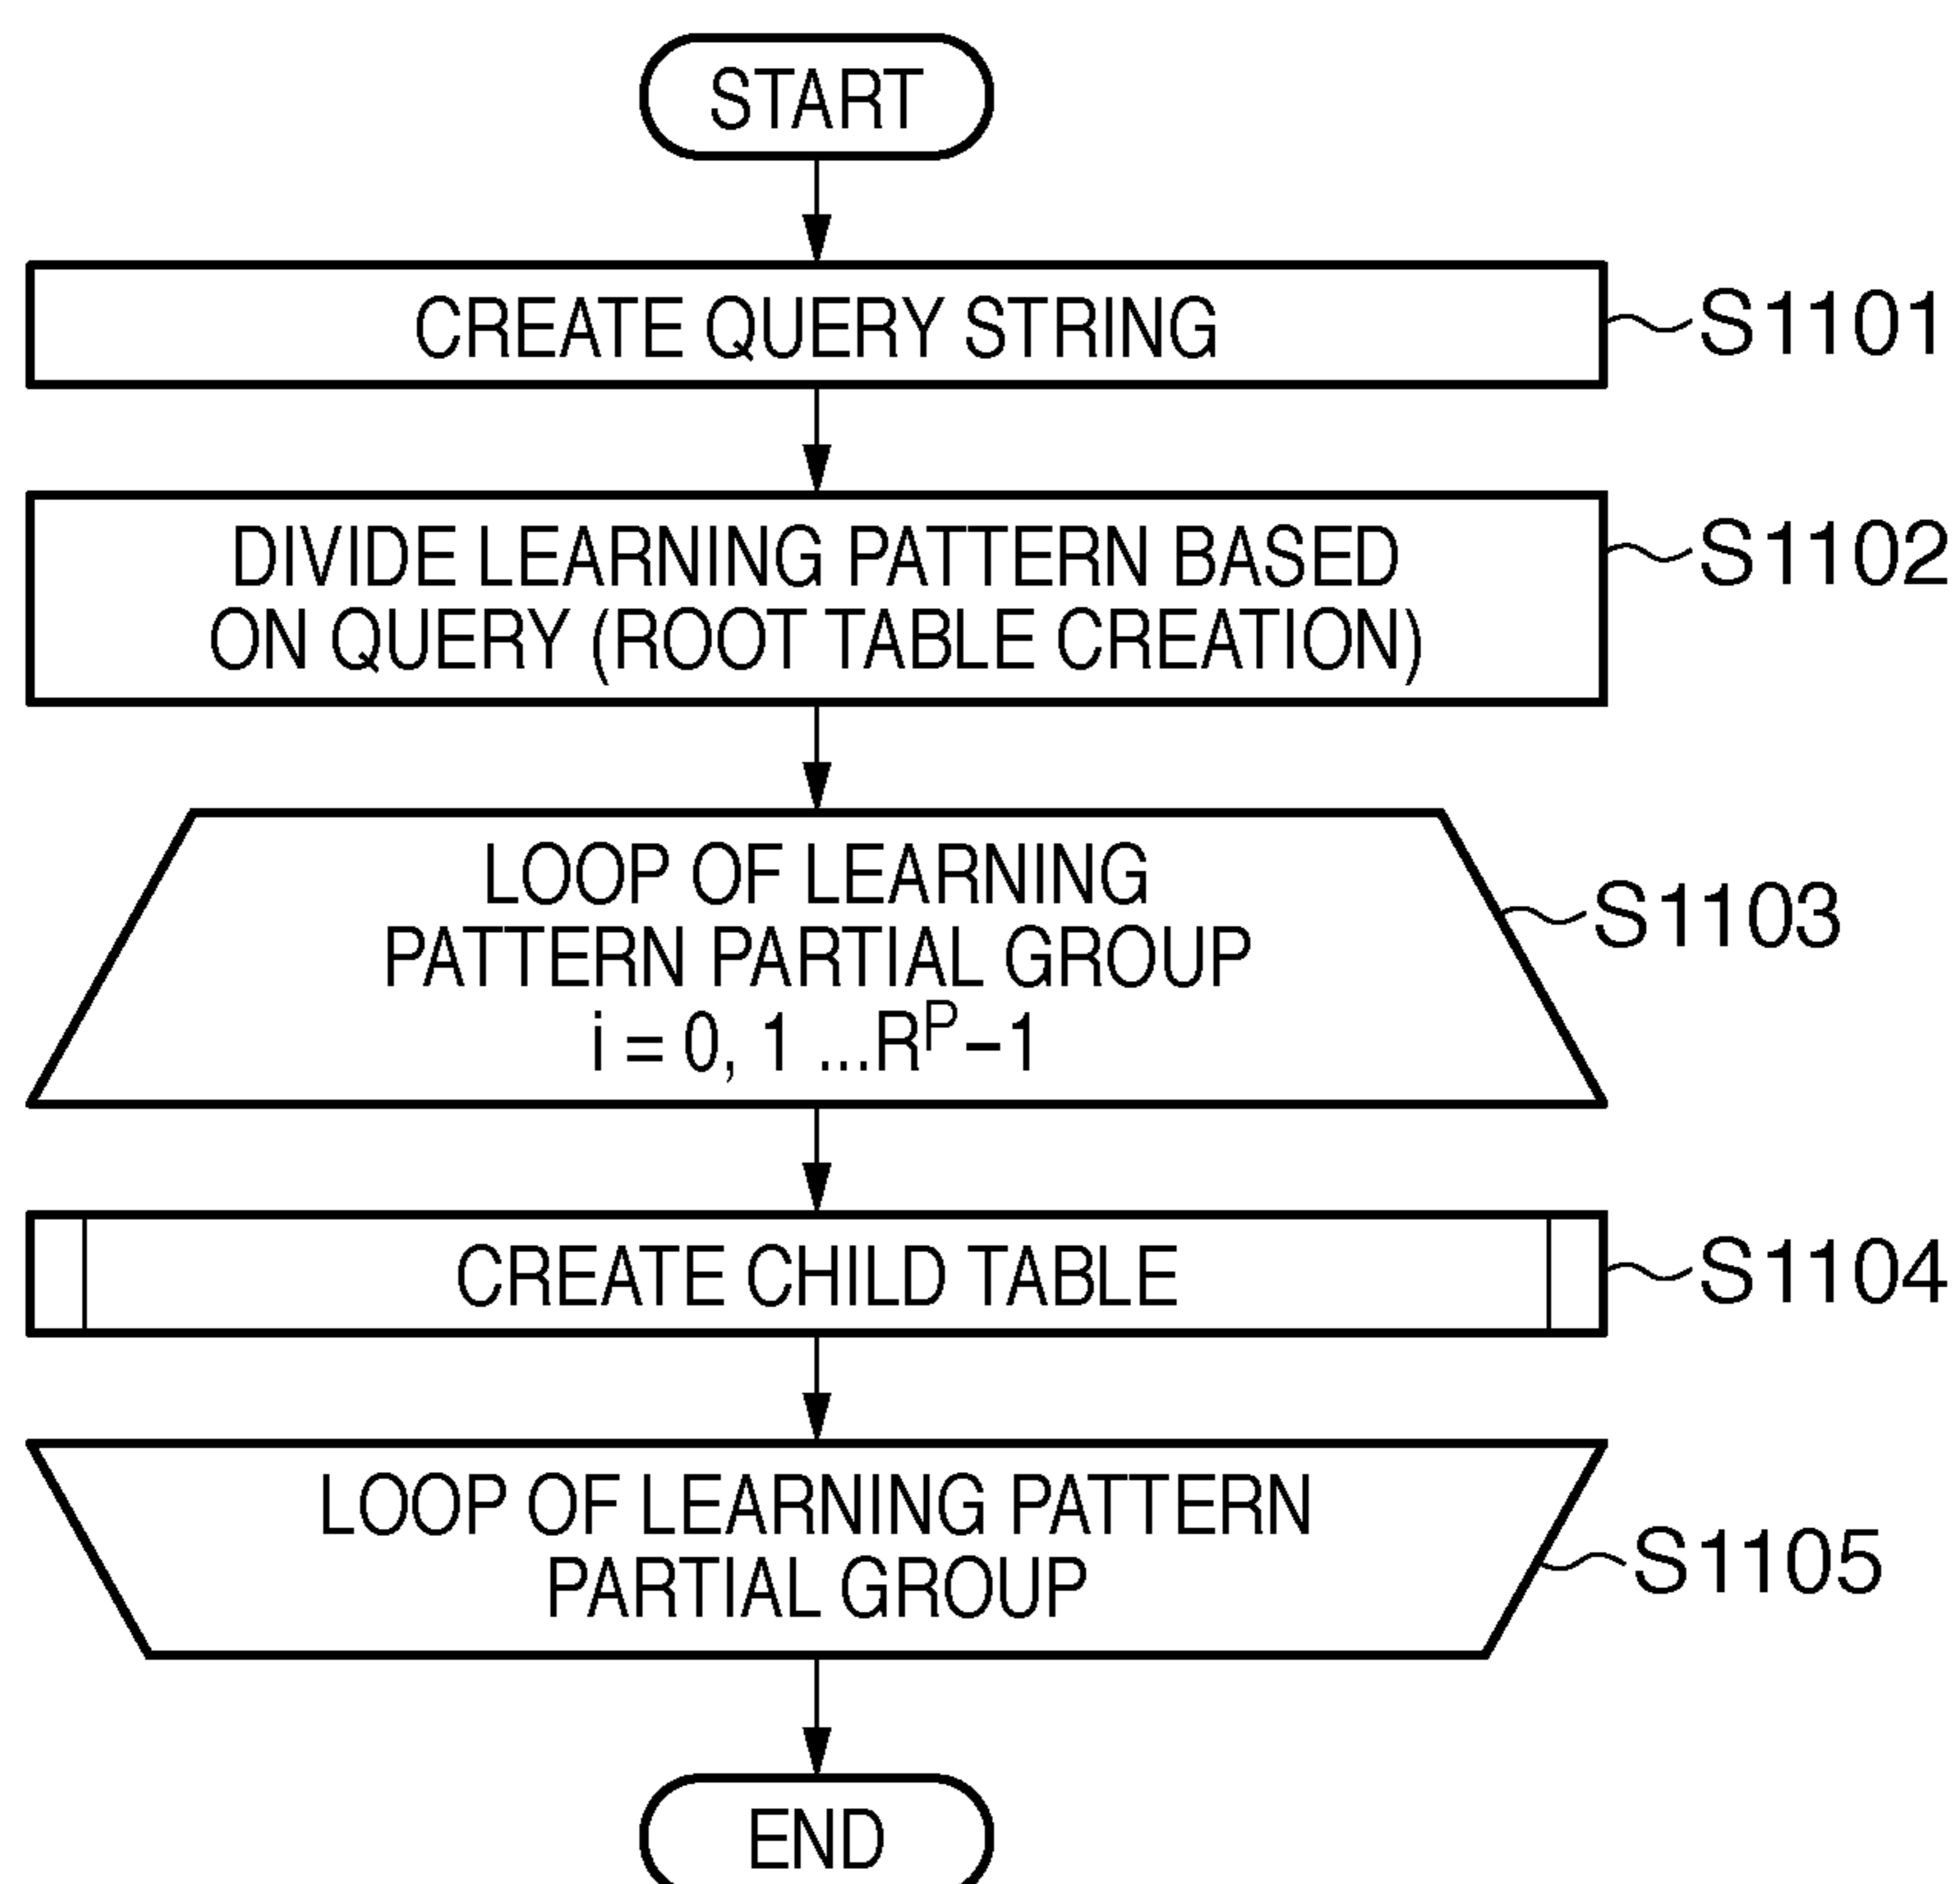 START
CREATE QUERY STRING
S1101
DIVIDE LEARNING PATTERN BASED
ON QUERY (ROOT TABLE CREATION)
S1102
LOOP OF LEARNING
PATTERN PARTIAL GROUP
i = 0, 1 ...R^P−1
S1103
CREATE CHILD TABLE
S1104
LOOP OF LEARNING PATTERN
PARTIAL GROUP
S1105
END